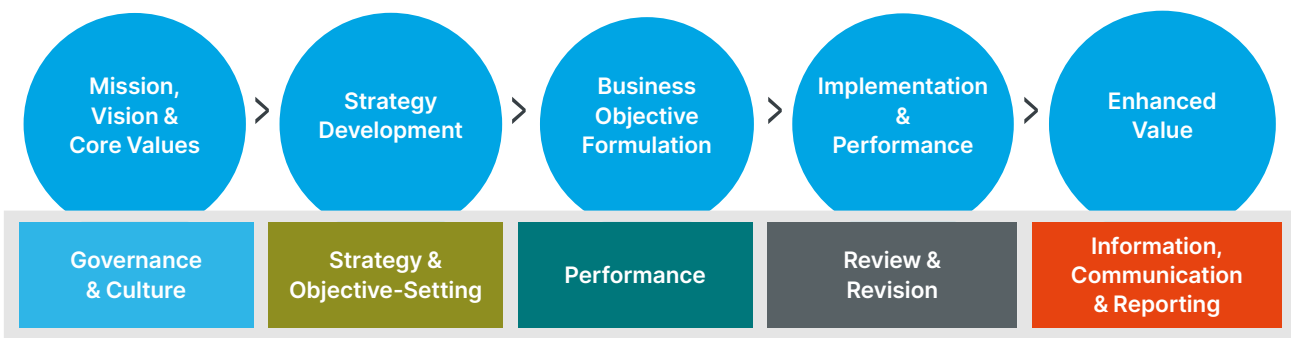 Mission,
Vision &
Core Values
>
Strategy
Development
>
Business
Objective
Formulation
>
Implementation
&
Performance
>
Enhanced
Value
Governance
& Culture
Strategy &
Objective-Setting
Performance
Review &
Revision
Information,
Communication
& Reporting